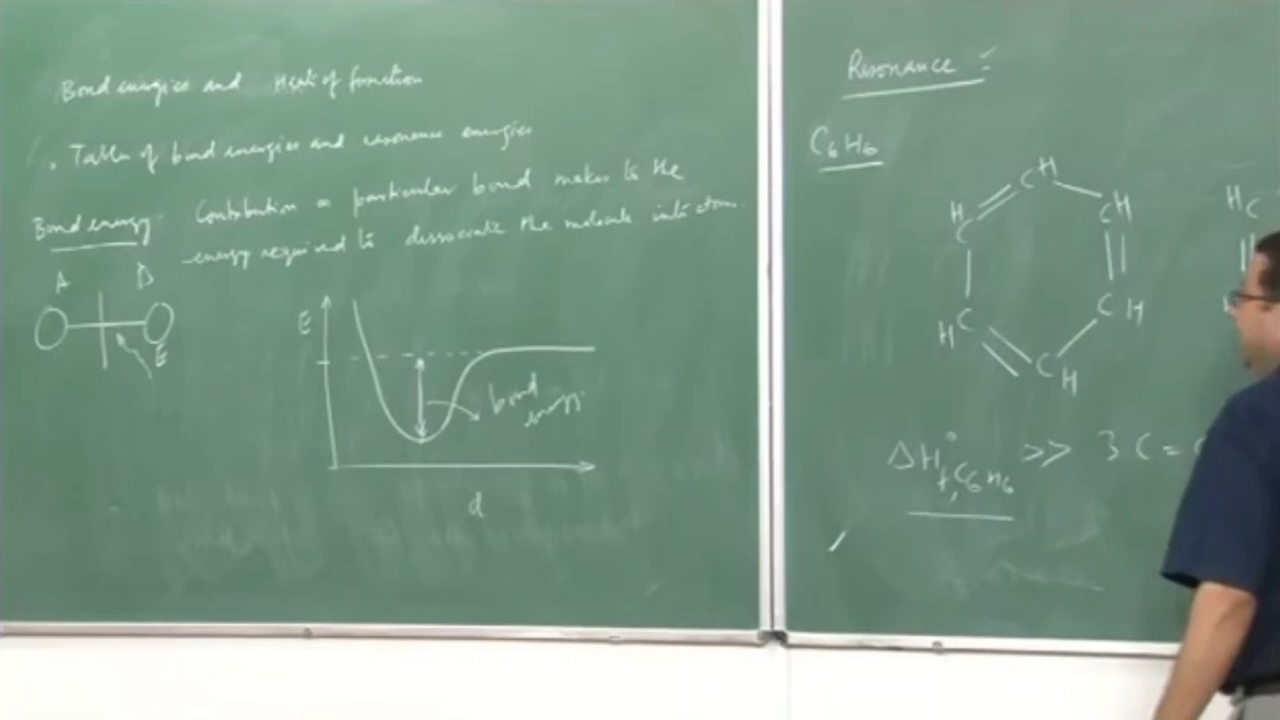 Bond energies and Heat of formation
. Tables of bond energies and resonance energies
Bond energy: Contribution a particular bond makes to the
energy required to dissociate the molecule into atoms.
A B
E
E
bond
energy
d
Resonance :
C6H6
CH
H
C
CH
HC
CH
C
H
HC
ΔH°f,C6H6 >> 3 C=